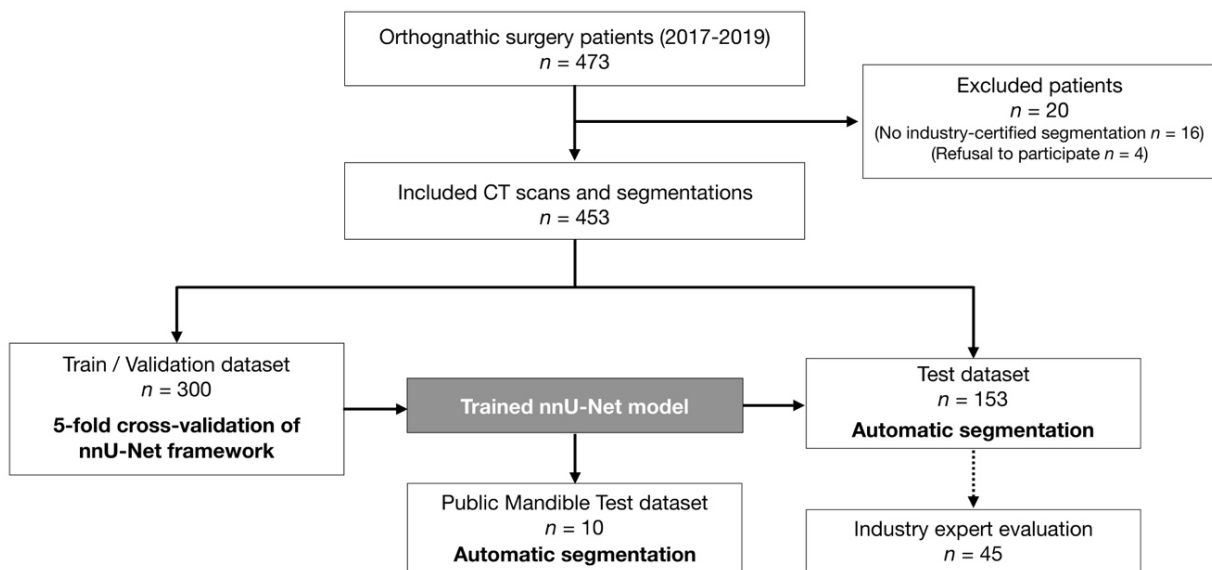 Orthognathic surgery patients (2017-2019)
n = 473
Excluded patients
n = 20
(No industry-certified segmentation n = 16)
(Refusal to participate n = 4)
Included CT scans and segmentations
n = 453
Train / Validation dataset
n = 300
5-fold cross-validation of
nnU-Net framework
Trained nnU-Net model
Test dataset
n = 153
Automatic segmentation
Public Mandible Test dataset
n = 10
Automatic segmentation
Industry expert evaluation
n = 45